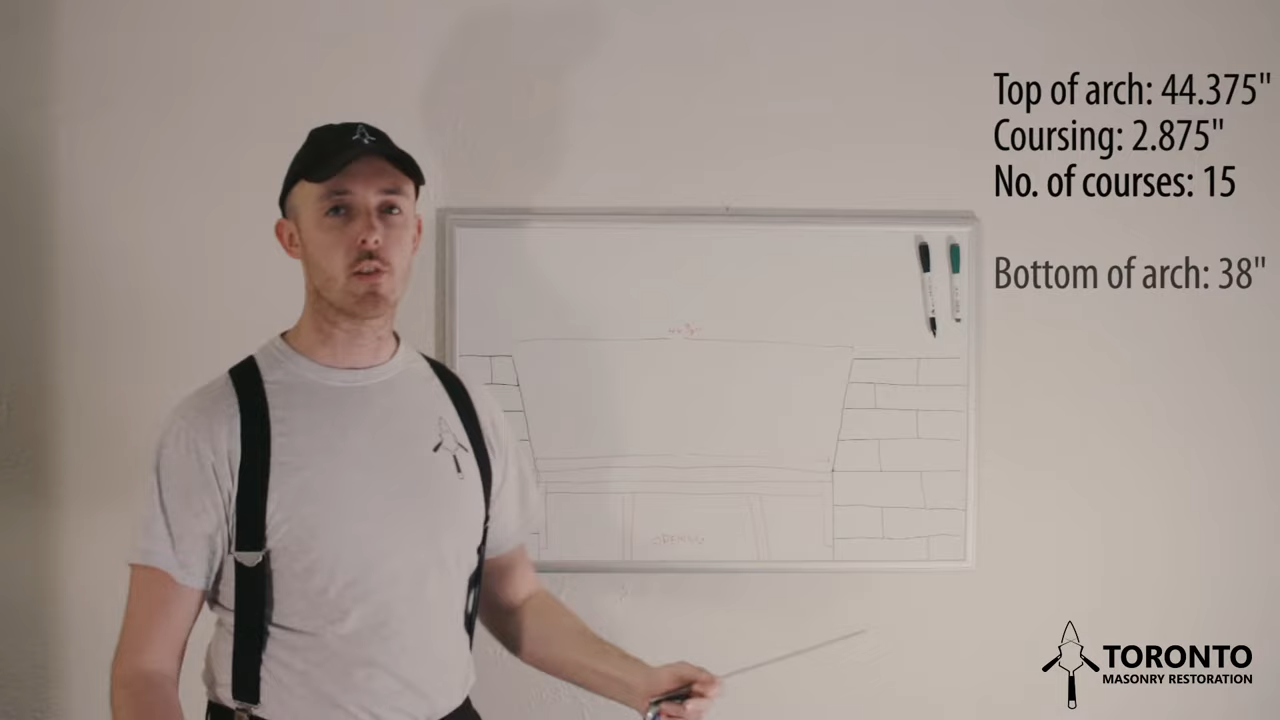 Top of arch: 44.375"
Coursing: 2.875"
No. of courses: 15
Bottom of arch: 38"
OPENING
TORONTO
MASONRY RESTORATION